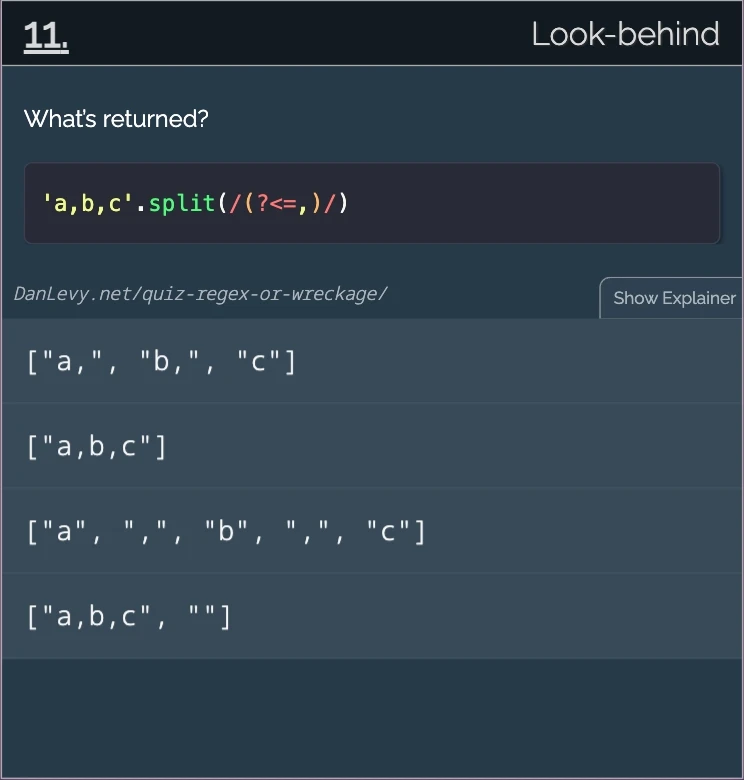 11.
Look-behind
What's returned?
'a,b,c'.split(/(?<=,)/)
DanLevy.net/quiz-regex-or-wreckage/
Show Explainer
["a,", "b,", "c"]
["a,b,c"]
["a", ",", "b", ",", "c"]
["a,b,c", ""]